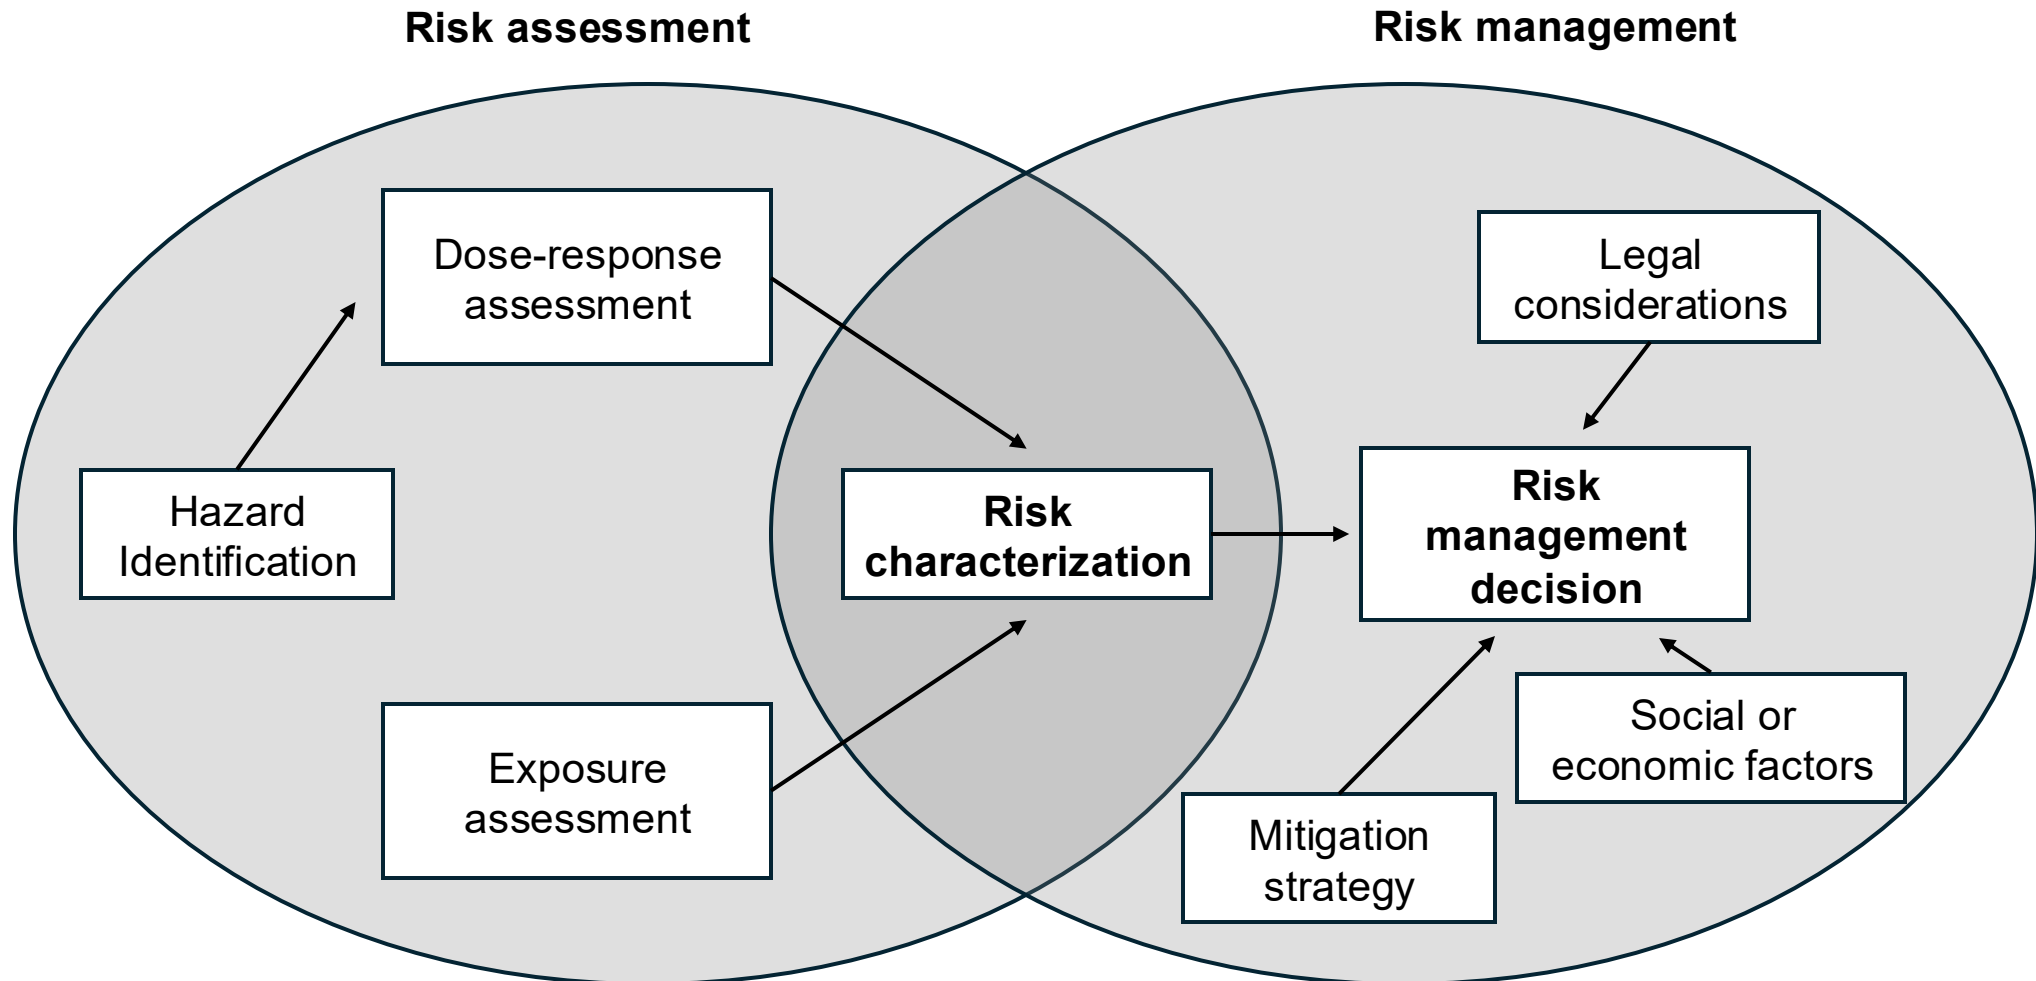 Risk assessment
Risk management
Dose-response
assessment
Legal
considerations
Hazard
Identification
Risk
characterization
Risk
management
decision
Exposure
assessment
Social or
economic factors
Mitigation
strategy